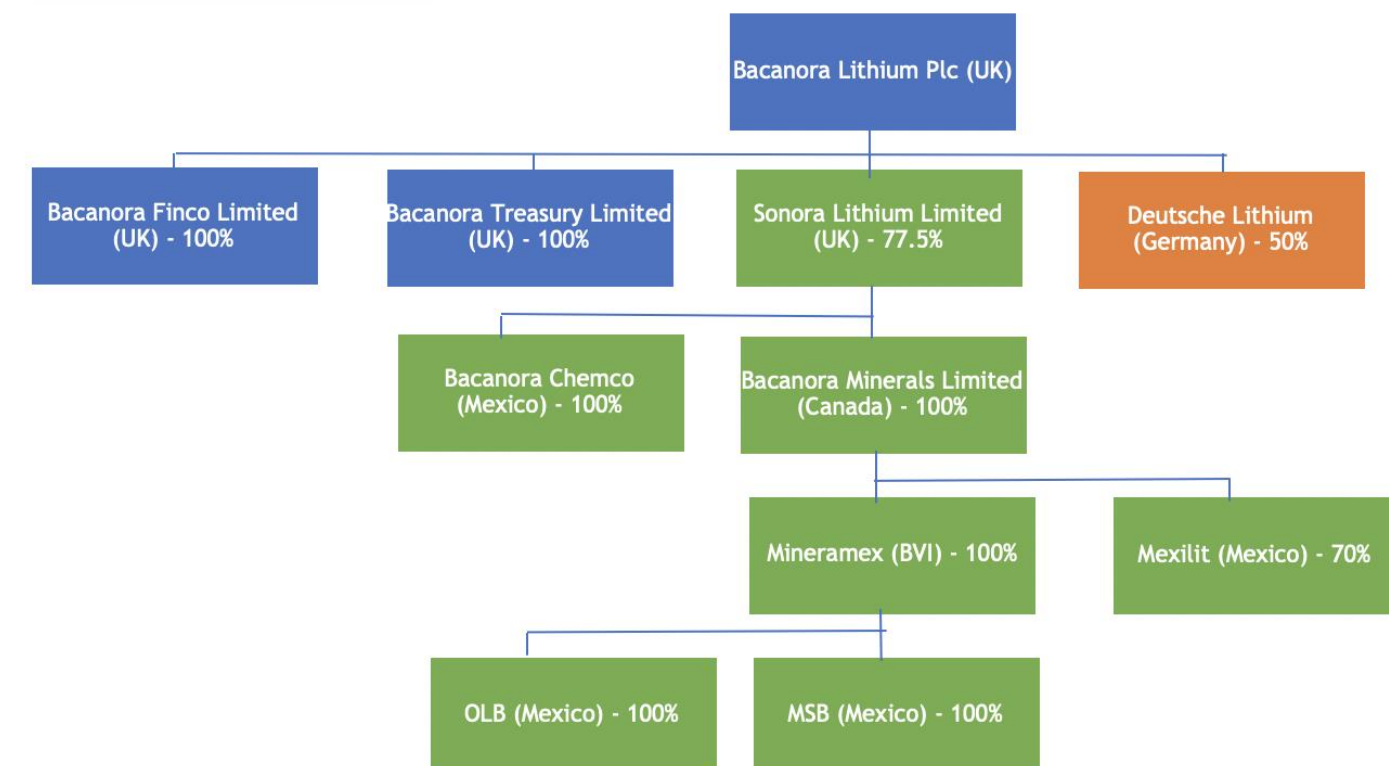 Bacanora Lithium Plc (UK)
Bacanora Finco Limited
(UK) - 100%
Bacanora Treasury Limited
(UK) - 100%
Sonora Lithium Limited
(UK) - 77.5%
Deutsche Lithium
(Germany) - 50%
Bacanora Chemco
(Mexico) - 100%
Bacanora Minerals Limited
(Canada) - 100%
Mineramex (BVI) - 100%
Mexilit (Mexico) - 70%
OLB (Mexico) - 100%
MSB (Mexico) - 100%